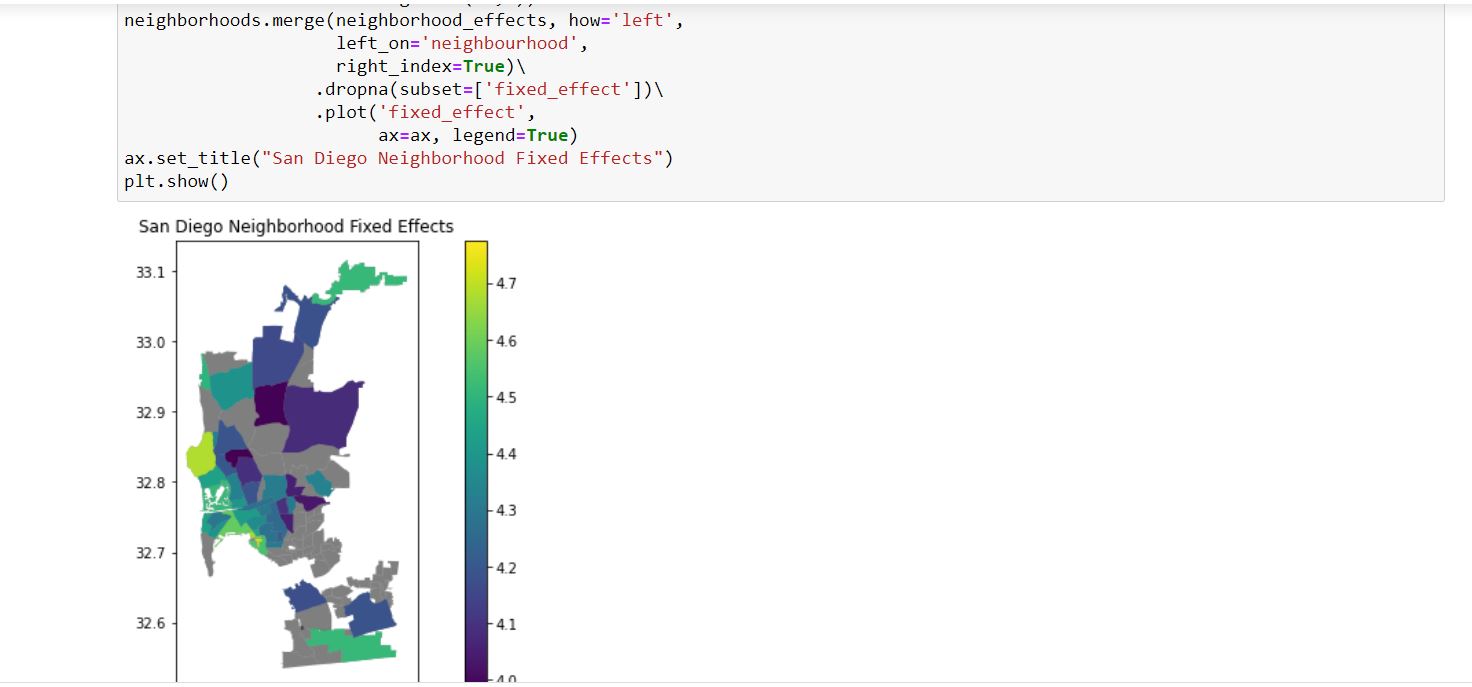 neighborhoods.merge(neighborhood_effects, how='left',
left_on='neighbourhood',
right_index=True)\
.dropna(subset=['fixed_effect'])\
.plot('fixed_effect',
ax=ax, legend=True)
ax.set_title("San Diego Neighborhood Fixed Effects")
plt.show()
San Diego Neighborhood Fixed Effects
33.1
33.0
32.9
32.8
32.7
32.6
4.7
4.6
4.5
4.4
4.3
4.2
4.1
4.0